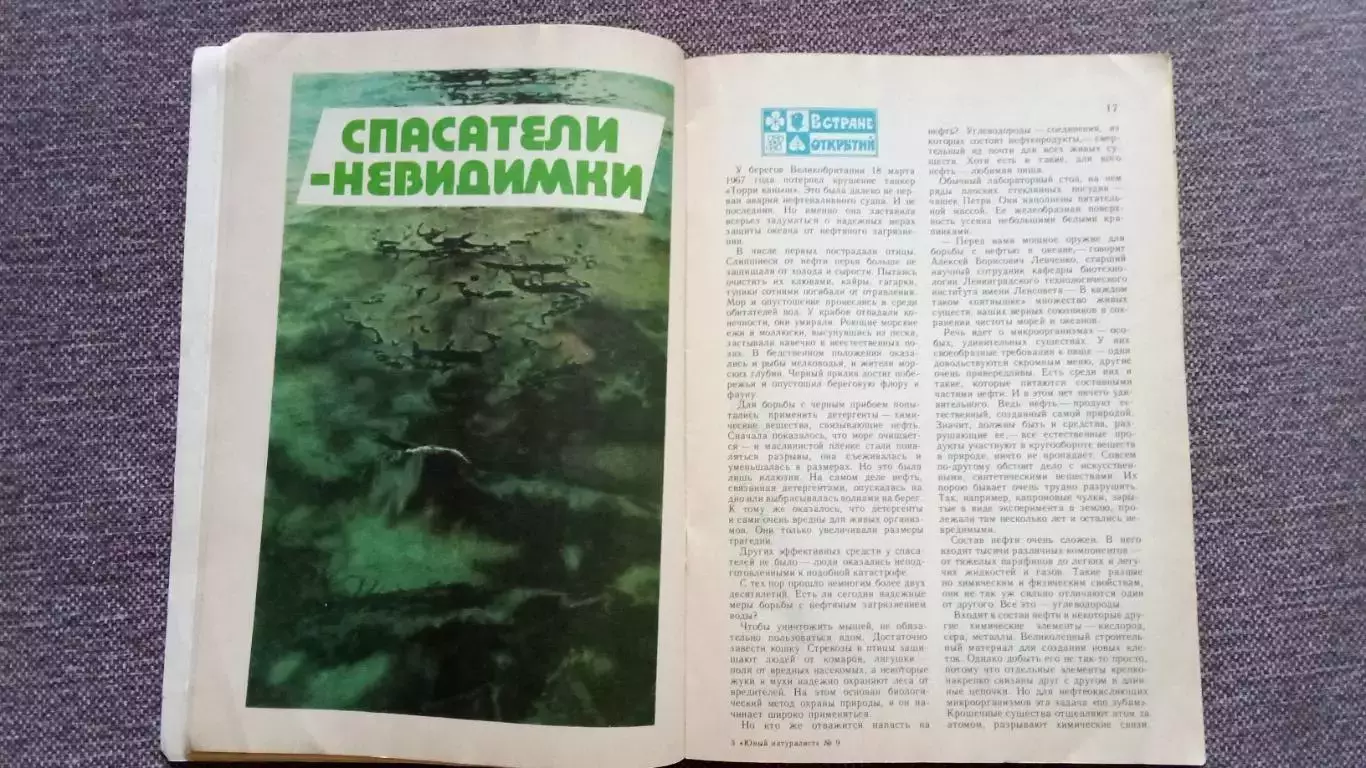 СПАСАТЕЛИ
-НЕВИДИМКИ
17
В СТРАНЕ
ОТКРЫТИЙ
У берегов Великобритании 18 марта
1967 года потерпел крушение танкер
«Торри каньон». Это была далеко не пер-
вая авария нефтеналивного судна. И не
последняя. Но именно она заставила
всерьез задуматься о надежных мерах
защиты океана от нефтяного загрязне-
ния.
В числе первых пострадали птицы.
Слипшиеся от нефти перья больше не
защищали от холода и сырости. Пытаясь
очистить их клювами, кайры, гагарки,
тупики сотнями погибали от отравления.
Мор и опустошение пронеслись и среди
обитателей вод. У крабов отпадали ко-
нечности, они умирали. Роющие морские
ежи и моллюски, высунувшись из песка,
застывали навечно в неестественных по-
зах. В бедственном положении оказа-
лись и рыбы мелководья, и жители мор-
ских глубин. Черный прилив достиг побе-
режья и опустошил береговую флору и
фауну.
Для борьбы с черным прибоем попы-
тались применить детергенты — хими-
ческие вещества, связывающие нефть.
Сначала показалось, что море очищает-
ся — в маслянистой пленке стали появ-
ляться разрывы, она съеживалась и
уменьшалась в размерах. Но это была
лишь иллюзия. На самом деле нефть,
связанная детергентами, опускалась на
дно или выбрасывалась волнами на берег.
К тому же оказалось, что детергенты
и сами очень вредны для живых организ-
мов. Они только увеличивали размеры
трагедии.
Других эффективных средств у спаса-
телей не было — люди оказались непод-
готовленными к подобной катастрофе.
С тех пор прошло немногим более двух
десятилетий. Есть ли сегодня надежные
меры борьбы с нефтяным загрязнением
воды?
Чтобы уничтожить мышей, не обяза-
тельно пользоваться ядом. Достаточно
завести кошку. Стрекозы и птицы защи-
щают людей от комаров, лягушки —
поля от вредных насекомых, а некоторые
жуки и мухи надежно охраняют леса от
вредителей. На этом основан биологи-
ческий метод охраны природы, и он на-
чинает широко применяться.
Но кто же отважится напасть на
3 «Юный натуралист» № 9
нефть? Углеводороды — соединения, из
которых состоят нефтепродукты,— смер-
тельный яд почти для всех живых су-
ществ. Хотя есть и такие, для кого
нефть — любимая пища.
Обычный лабораторный стол, на нем
ряды плоских стеклянных посудин —
чашек Петри. Они наполнены питатель-
ной массой. Ее желеобразная поверх-
ность усеяна небольшими белыми кра-
пинками.
— Перед вами мощное оружие для
борьбы с нефтью в океане,— говорит
Алексей Борисович Левченко, старший
научный сотрудник кафедры биотехно-
логии Ленинградского технологического
института имени Ленсовета.— В каждом
таком «пятнышке» множество живых
существ, наших верных союзников в сох-
ранении чистоты морей и океанов.
Речь идет о микроорганизмах — осо-
бых, удивительных существах. У них
своеобразные требования к пище — одни
довольствуются скромным меню, другие
очень привередливы. Есть среди них и
такие, которые питаются составными
частями нефти. И в этом нет ничего уди-
вительного. Ведь нефть — продукт ес-
тественный, созданный самой природой.
Значит, должны быть и средства, раз-
рушающие ее,— все естественные про-
дукты участвуют в кругообороте веществ
в природе, ничто не пропадает. Совсем
по-другому обстоит дело с искусствен-
ными, синтетическими веществами. Их
порою бывает очень трудно разрушить.
Так, например, капроновые чулки, зары-
тые в виде эксперимента в землю, про-
лежали там несколько лет и остались не-
вредимыми.
Состав нефти очень сложен. В него
входят тысячи различных компонентов —
от тяжелых парафинов до легких и лету-
чих жидкостей и газов. Такие разные
по химическим и физическим свойствам,
они не так уж сильно отличаются один
от другого. Все это — углеводороды.
Входят в состав нефти и некоторые дру-
гие химические элементы — кислород,
сера, металлы. Великолепный строитель-
ный материал для создания новых кле-
ток. Однако добыть его не так-то просто,
потому что отдельные элементы крепко-
накрепко связаны друг с другом в длин-
ные цепочки. Но для нефтеокисляющих
микроорганизмов эта задача «по зубам».
Крошечные существа отщепляют атом за
атомом, разрывают химические связи